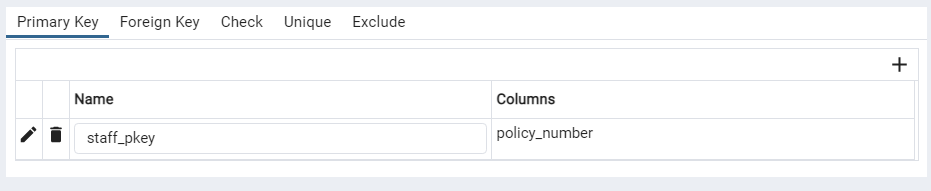 Primary Key Foreign Key Check Unique Exclude
Name Columns
staff_pkey policy_number